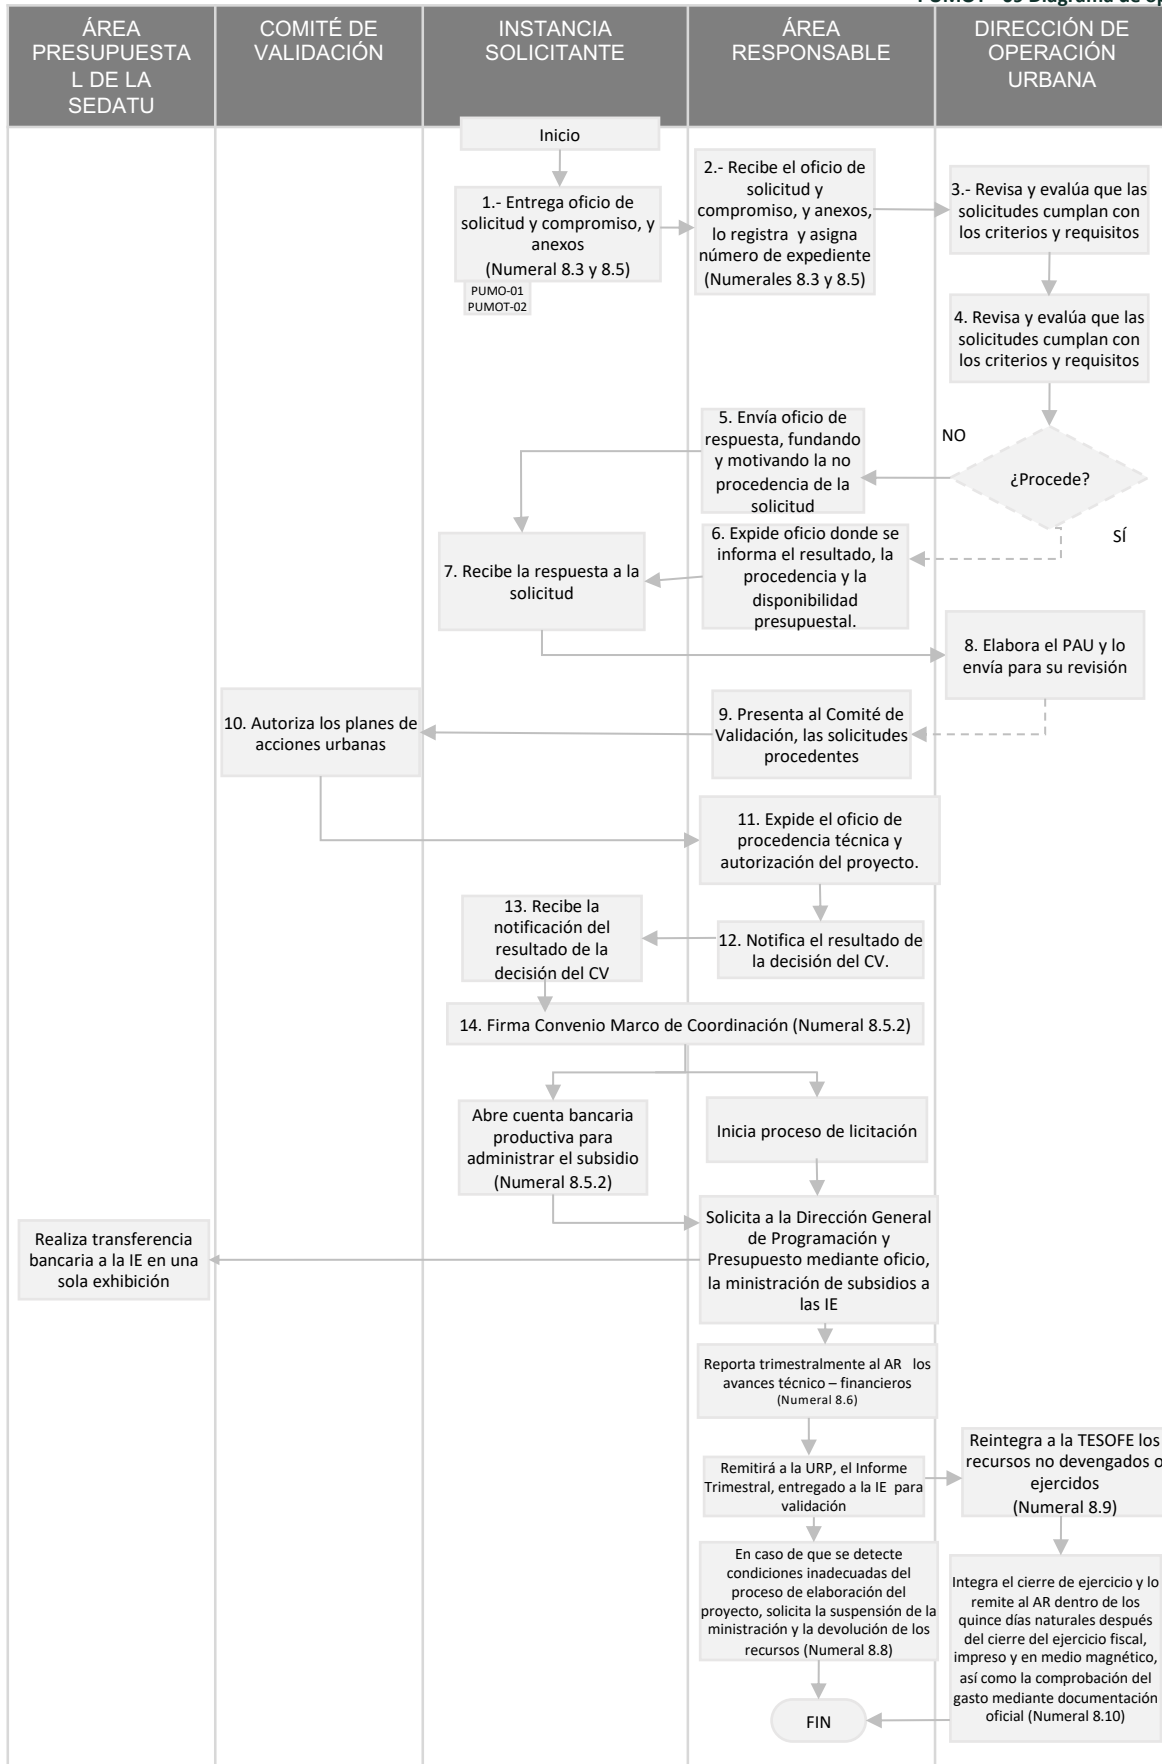 ÁREA
PRESUPUESTA
L DE LA
SEDATU
COMITÉ DE
VALIDACIÓN
INSTANCIA
SOLICITANTE
ÁREA
RESPONSABLE
DIRECCIÓN DE
OPERACIÓN
URBANA
Inicio
1.- Entrega oficio de
solicitud y compromiso, y
anexos
(Numeral 8.3 y 8.5)
PUMO-01
PUMOT-02
2.- Recibe el oficio de
solicitud y
compromiso, y anexos,
lo registra y asigna
número de expediente
(Numerales 8.3 y 8.5)
3.- Revisa y evalúa que las
solicitudes cumplan con
los criterios y requisitos
4. Revisa y evalúa que las
solicitudes cumplan con
los criterios y requisitos
¿Procede?
NO
SÍ
5. Envía oficio de
respuesta, fundando
y motivando la no
procedencia de la
solicitud
6. Expide oficio donde se
informa el resultado, la
procedencia y la
disponibilidad
presupuestal.
7. Recibe la respuesta a la
solicitud
8. Elabora el PAU y lo
envía para su revisión
9. Presenta al Comité de
Validación, las solicitudes
procedentes
10. Autoriza los planes de
acciones urbanas
11. Expide el oficio de
procedencia técnica y
autorización del proyecto.
12. Notifica el resultado de
la decisión del CV.
13. Recibe la
notificación del
resultado de la
decisión del CV
14. Firma Convenio Marco de Coordinación (Numeral 8.5.2)
Abre cuenta bancaria
productiva para
administrar el subsidio
(Numeral 8.5.2)
Inicia proceso de licitación
Solicita a la Dirección General
de Programación y
Presupuesto mediante oficio,
la ministración de subsidios a
las IE
Realiza transferencia
bancaria a la IE en una
sola exhibición
Reporta trimestralmente al AR los
avances técnico – financieros
(Numeral 8.6)
Remitirá a la URP, el Informe
Trimestral, entregado a la IE para
validación
Reintegra a la TESOFE los
recursos no devengados o
ejercidos
(Numeral 8.9)
En caso de que se detecte
condiciones inadecuadas del
proceso de elaboración del
proyecto, solicita la suspensión de la
ministración y la devolución de los
recursos (Numeral 8.8)
Integra el cierre de ejercicio y lo
remite al AR dentro de los
quince días naturales después
del cierre del ejercicio fiscal,
impreso y en medio magnético,
así como la comprobación del
gasto mediante documentación
oficial (Numeral 8.10)
FIN